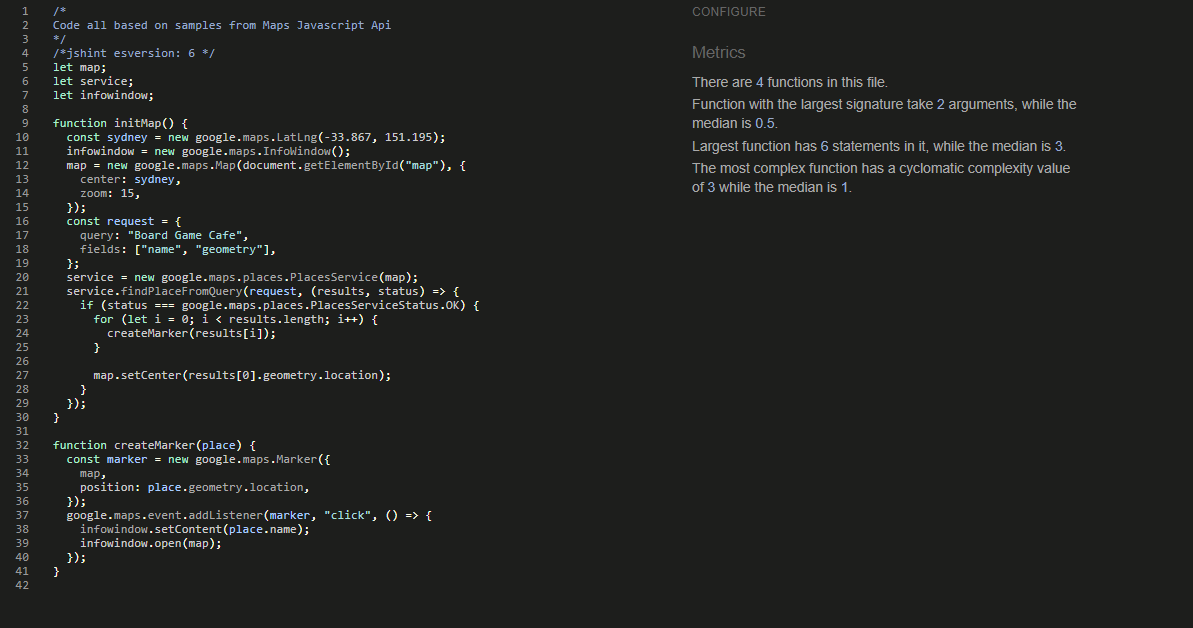 1 /*
2 Code all based on samples from Maps Javascript Api
3 */
4 /*jshint esversion: 6 */
5 let map;
6 let service;
7 let infowindow;
8
9 function initMap() {
10 const sydney = new google.maps.LatLng(-33.867, 151.195);
11 infowindow = new google.maps.InfoWindow();
12 map = new google.maps.Map(document.getElementById("map"), {
13 center: sydney,
14 zoom: 15,
15 });
16 const request = {
17 query: "Board Game Cafe",
18 fields: ["name", "geometry"],
19 };
20 service = new google.maps.places.PlacesService(map);
21 service.findPlaceFromQuery(request, (results, status) => {
22 if (status === google.maps.places.PlacesServiceStatus.OK) {
23 for (let i = 0; i < results.length; i++) {
24 createMarker(results[i]);
25 }
26
27 map.setCenter(results[0].geometry.location);
28 }
29 });
30 }
31
32 function createMarker(place) {
33 const marker = new google.maps.Marker({
34 map,
35 position: place.geometry.location,
36 });
37 google.maps.event.addListener(marker, "click", () => {
38 infowindow.setContent(place.name);
39 infowindow.open(map);
40 });
41 }
42
CONFIGURE
Metrics
There are 4 functions in this file.
Function with the largest signature take 2 arguments, while the
median is 0.5.
Largest function has 6 statements in it, while the median is 3.
The most complex function has a cyclomatic complexity value
of 3 while the median is 1.